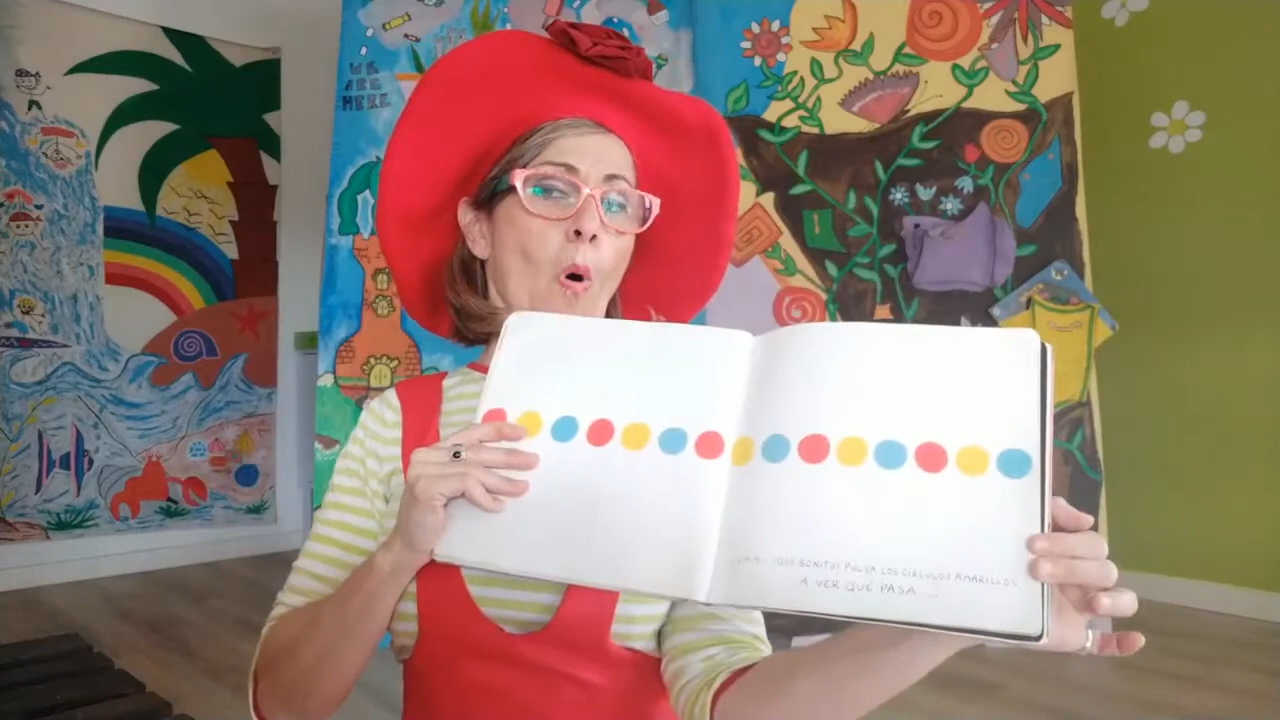 WE
ARE
HERE
¡QUÉ BONITO! PULSA LOS CÍRCULOS AMARILLOS
A VER QUÉ PASA...